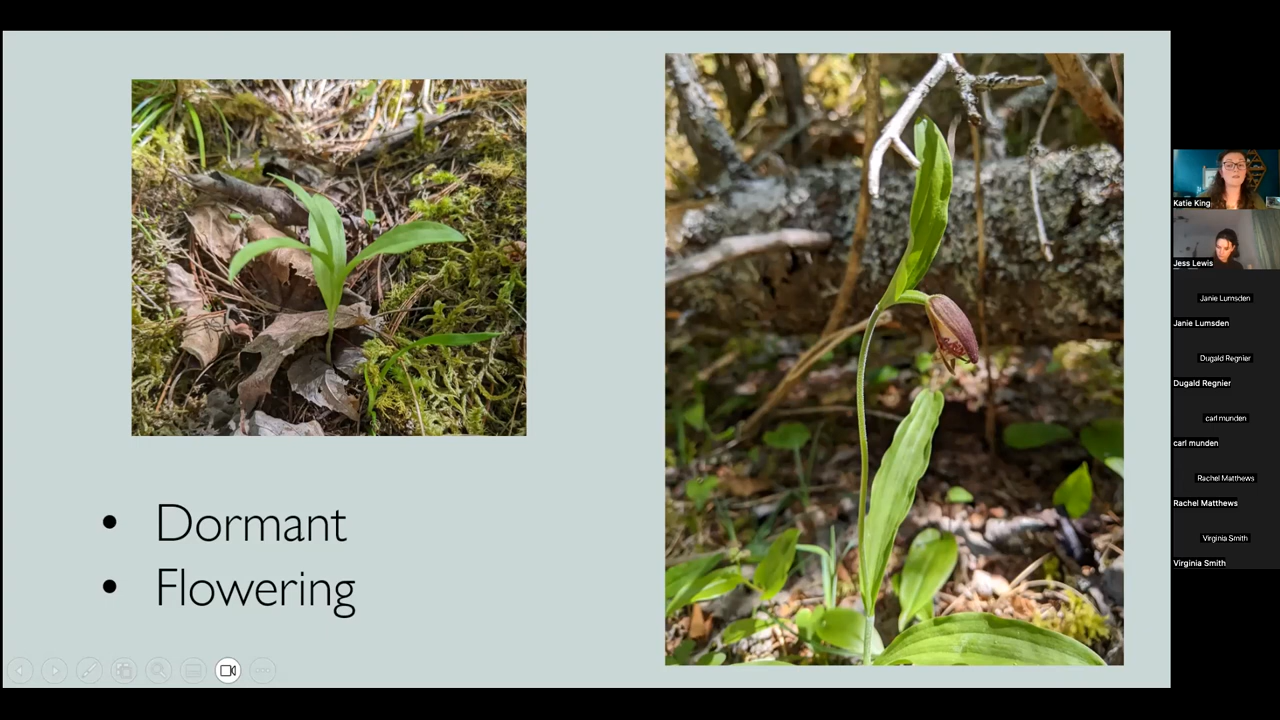 • Dormant
• Flowering
Katie King
Jess Lewis
Janie Lumsden
Janie Lumsden
Dugald Regnier
Dugald Regnier
carl munden
carl munden
Rachel Matthews
Rachel Matthews
Virginia Smith
Virginia Smith